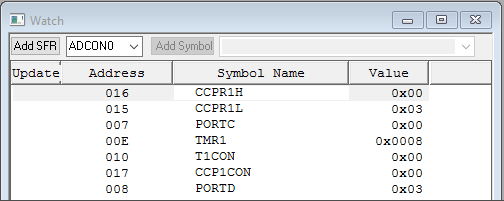 Watch
Add SFR ADCON0 Add Symbol
Update Address Symbol Name Value
016 CCPR1H 0x00
015 CCPR1L 0x03
007 PORTC 0x00
00E TMR1 0x0008
010 T1CON 0x00
017 CCP1CON 0x00
008 PORTD 0x03